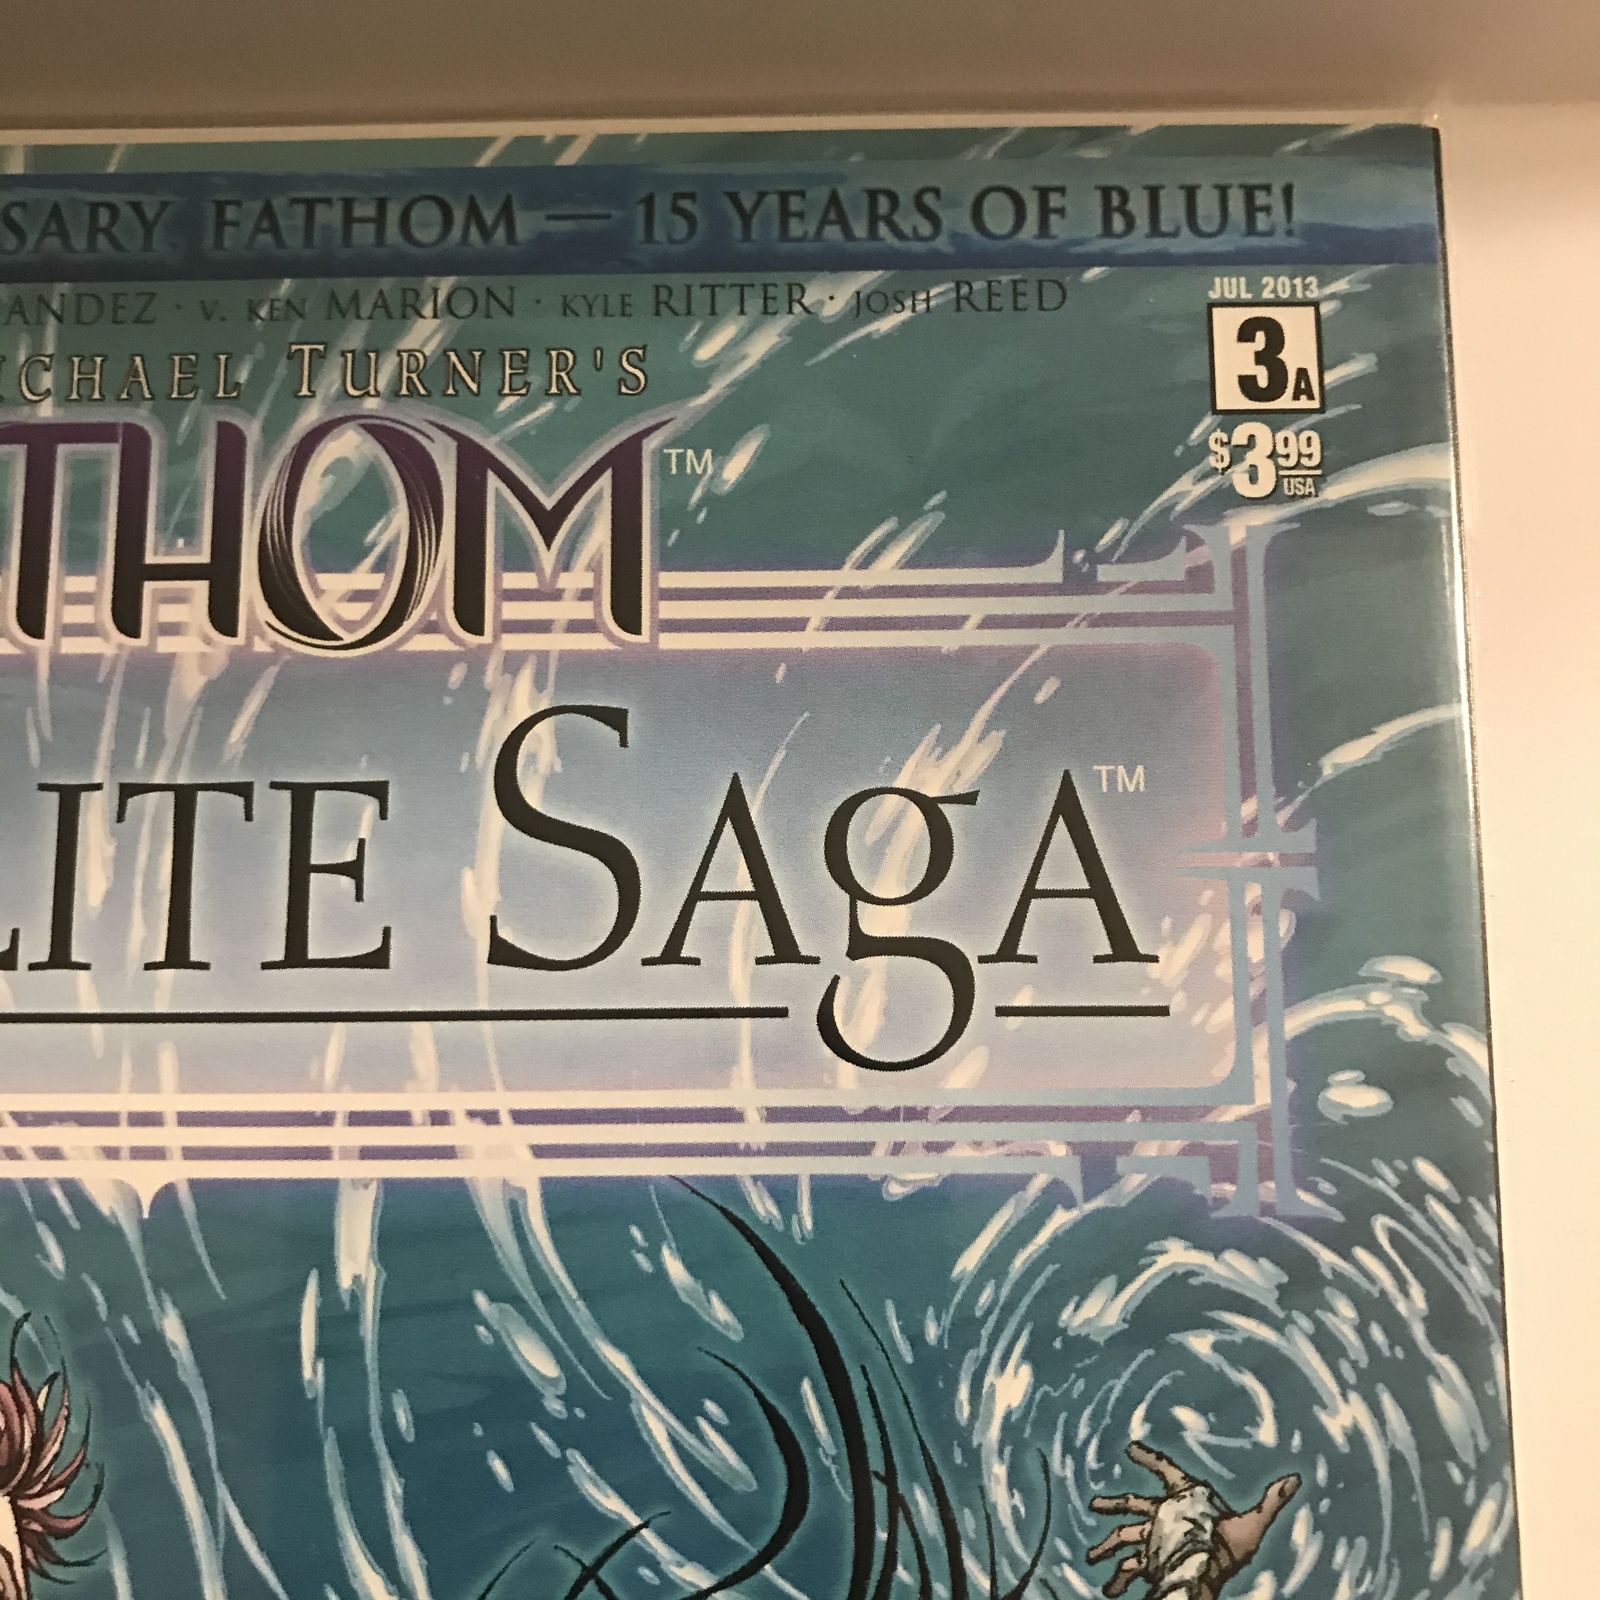 SARY FATHOM — 15 YEARS OF BLUE!
ANDEZ · V. KEN MARION · KYLE RITTER · JOSH REED
JUL 2013
3A
$3.99
USA
ICHAEL TURNER'S
THOM™
LITE SAGA™